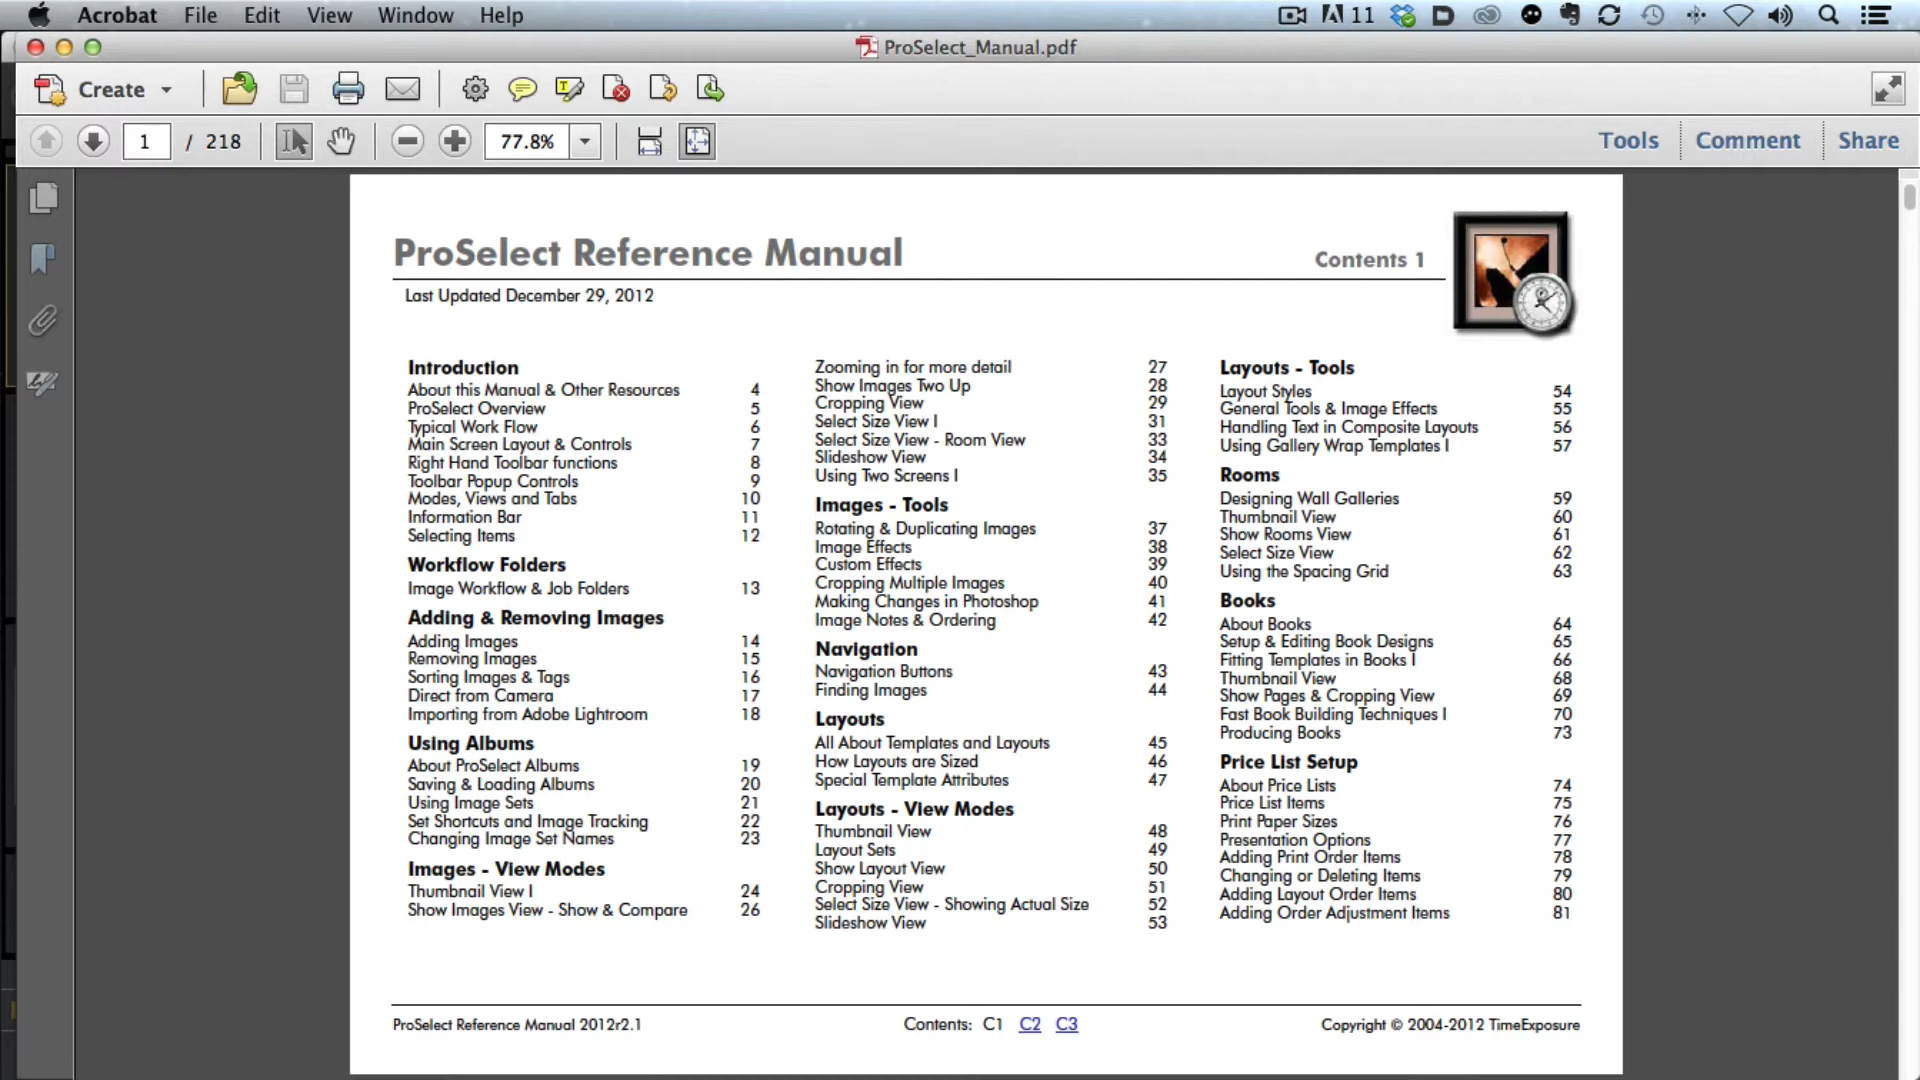 Acrobat File Edit View Window Help 11
ProSelect_Manual.pdf
Create
1 / 218 77.8% Tools Comment Share
ProSelect Reference Manual
Contents 1
Last Updated December 29, 2012
Introduction
About this Manual & Other Resources 4
ProSelect Overview 5
Typical Work Flow 6
Main Screen Layout & Controls 7
Right Hand Toolbar functions 8
Toolbar Popup Controls 9
Modes, Views and Tabs 10
Information Bar 11
Selecting Items 12
Workflow Folders
Image Workflow & Job Folders 13
Adding & Removing Images
Adding Images 14
Removing Images 15
Sorting Images & Tags 16
Direct from Camera 17
Importing from Adobe Lightroom 18
Using Albums
About ProSelect Albums 19
Saving & Loading Albums 20
Using Image Sets 21
Set Shortcuts and Image Tracking 22
Changing Image Set Names 23
Images - View Modes
Thumbnail View I 24
Show Images View - Show & Compare 26
Zooming in for more detail 27
Show Images Two Up 28
Cropping View 29
Select Size View I 31
Select Size View - Room View 33
Slideshow View 34
Using Two Screens I 35
Images - Tools
Rotating & Duplicating Images 37
Image Effects 38
Custom Effects 39
Cropping Multiple Images 40
Making Changes in Photoshop 41
Image Notes & Ordering 42
Navigation
Navigation Buttons 43
Finding Images 44
Layouts
All About Templates and Layouts 45
How Layouts are Sized 46
Special Template Attributes 47
Layouts - View Modes
Thumbnail View 48
Layout Sets 49
Show Layout View 50
Cropping View 51
Select Size View - Showing Actual Size 52
Slideshow View 53
Layouts - Tools
Layout Styles 54
General Tools & Image Effects 55
Handling Text in Composite Layouts 56
Using Gallery Wrap Templates I 57
Rooms
Designing Wall Galleries 59
Thumbnail View 60
Show Rooms View 61
Select Size View 62
Using the Spacing Grid 63
Books
About Books 64
Setup & Editing Book Designs 65
Fitting Templates in Books I 66
Thumbnail View 68
Show Pages & Cropping View 69
Fast Book Building Techniques I 70
Producing Books 73
Price List Setup
About Price Lists 74
Price List Items 75
Print Paper Sizes 76
Presentation Options 77
Adding Print Order Items 78
Changing or Deleting Items 79
Adding Layout Order Items 80
Adding Order Adjustment Items 81
ProSelect Reference Manual 2012r2.1
Contents: C1 C2 C3
Copyright © 2004-2012 TimeExposure